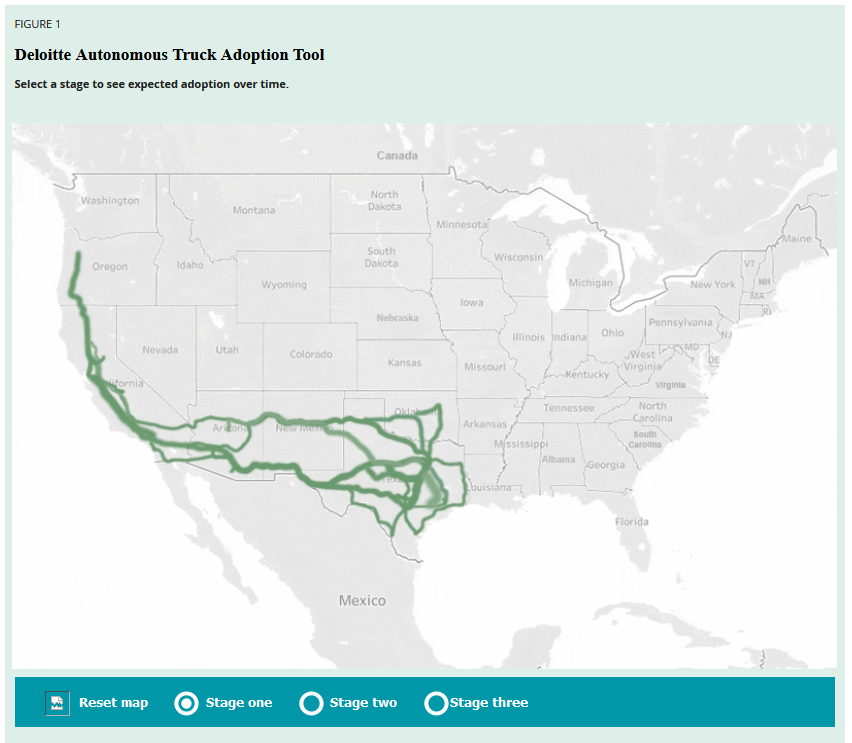 FIGURE 1
Deloitte Autonomous Truck Adoption Tool
Select a stage to see expected adoption over time.
Canada
Washington
Montana
North
Dakota
Minnesota
Maine
Oregon
Idaho
South
Dakota
Wisconsin
Michigan
VT
NH
New York
MA
RI
Wyoming
Iowa
Nebraska
Pennsylvania
NJ
Nevada
Utah
Colorado
Kansas
Illinois
Indiana
Ohio
MD
DE
West
Virginia
Missouri
Kentucky
Virginia
lifornia
Arizona
New Mexico
Oklahoma
Arkansas
Tennessee
North
Carolina
South
Carolina
Mississippi
Albama
Georgia
Louisiana
Florida
Mexico
Reset map
Stage one
Stage two
Stage three